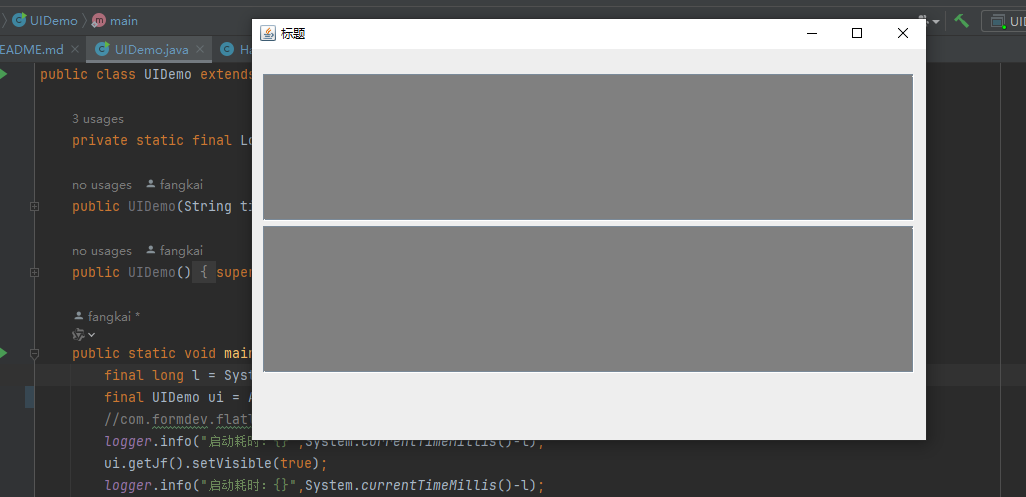 UIDemo main
UID
EADME.md UIDemo.java Ha
标题
public class UIDemo extends
3 usages
private static final Lo
no usages fangkai
public UIDemo(String ti
no usages fangkai
public UIDemo() { super
fangkai *
public static void main
final long l = Syst
final UIDemo ui = A
//com.formdev.flatl
logger.info("启动耗时：{}",System.currentTimeMillis()-l);
ui.getJf().setVisible(true);
logger.info("启动耗时：{}",System.currentTimeMillis()-l);